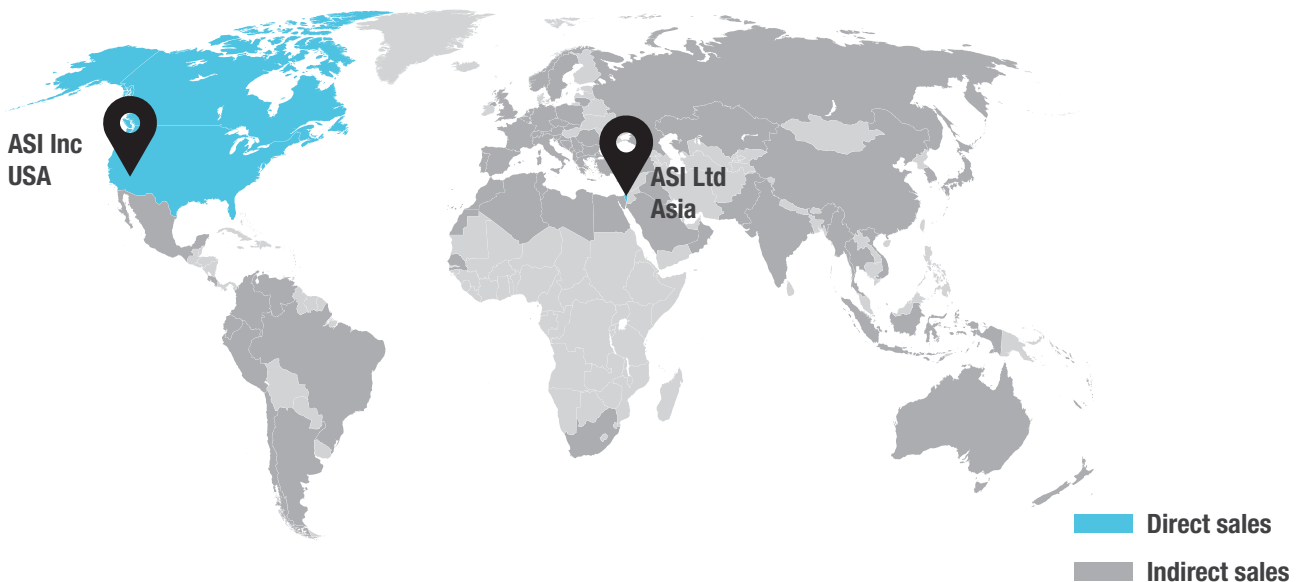 ASI Inc
USA
ASI Ltd
Asia
Direct sales
Indirect sales